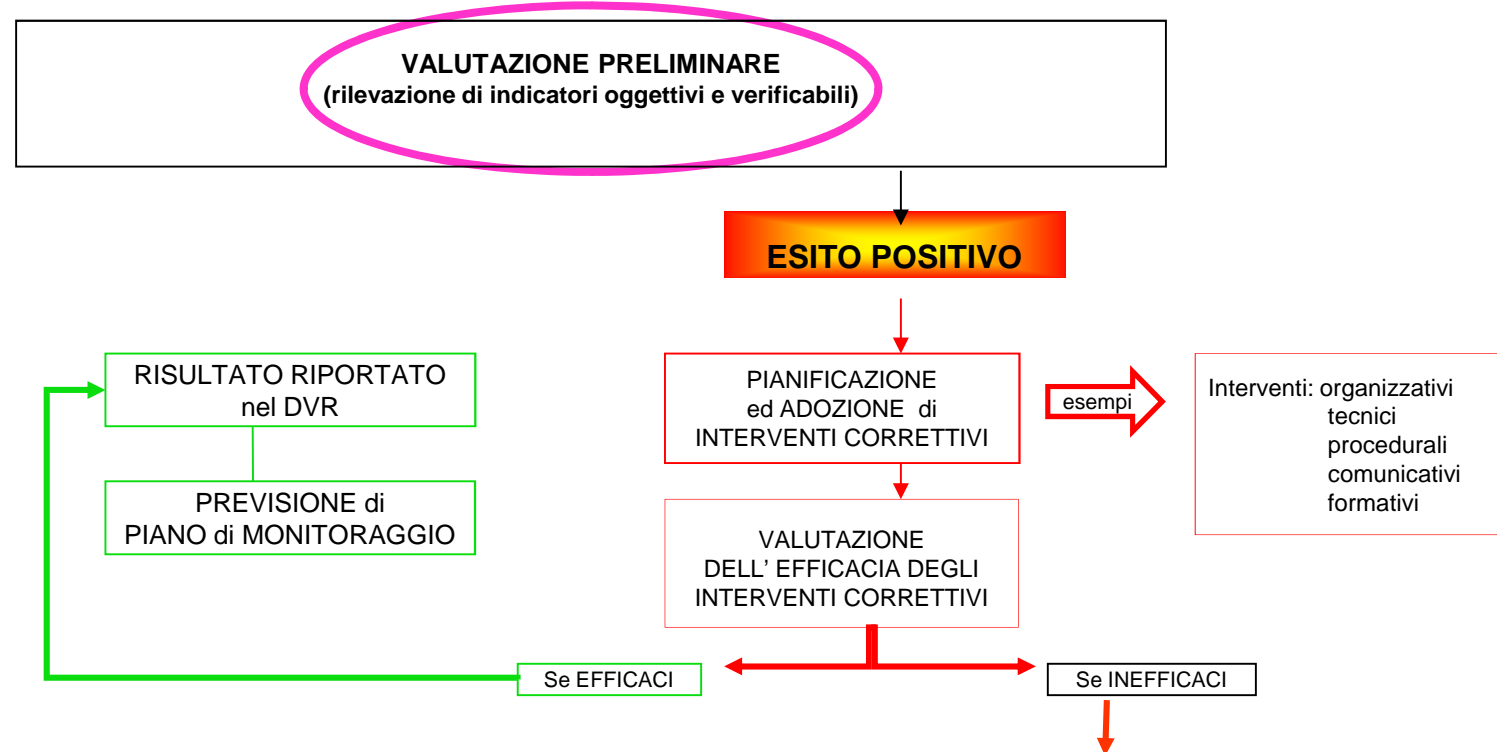 VALUTAZIONE PRELIMINARE
(rilevazione di indicatori oggettivi e verificabili)
ESITO POSITIVO
RISULTATO RIPORTATO
nel DVR
PREVISIONE di
PIANO di MONITORAGGIO
PIANIFICAZIONE
ed ADOZIONE di
INTERVENTI CORRETTIVI
esempi
Interventi: organizzativi
tecnici
procedurali
comunicativi
formativi
VALUTAZIONE
DELL' EFFICACIA DEGLI
INTERVENTI CORRETTIVI
Se EFFICACI
Se INEFFICACI